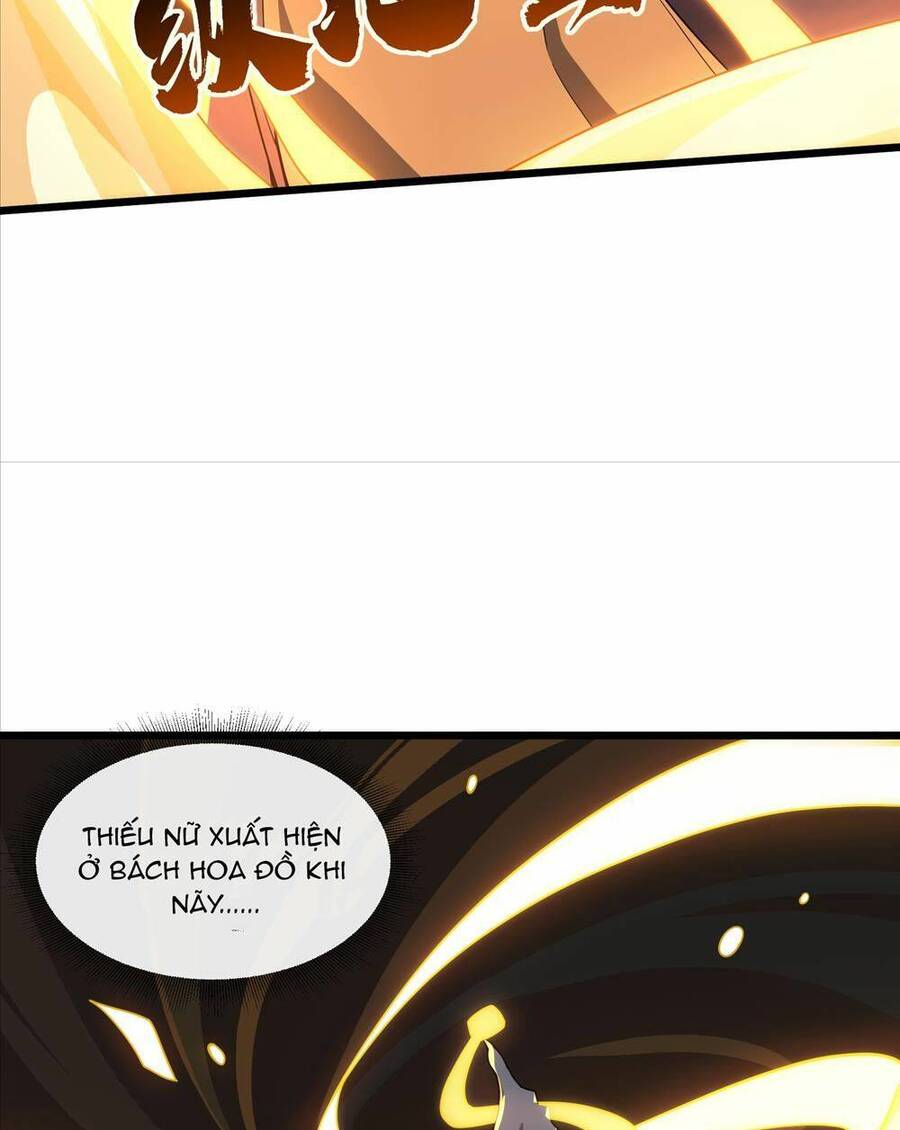 THIẾU NỮ XUẤT HIỆN
Ở BÁCH HOA ĐỒ KHI
NÃY......